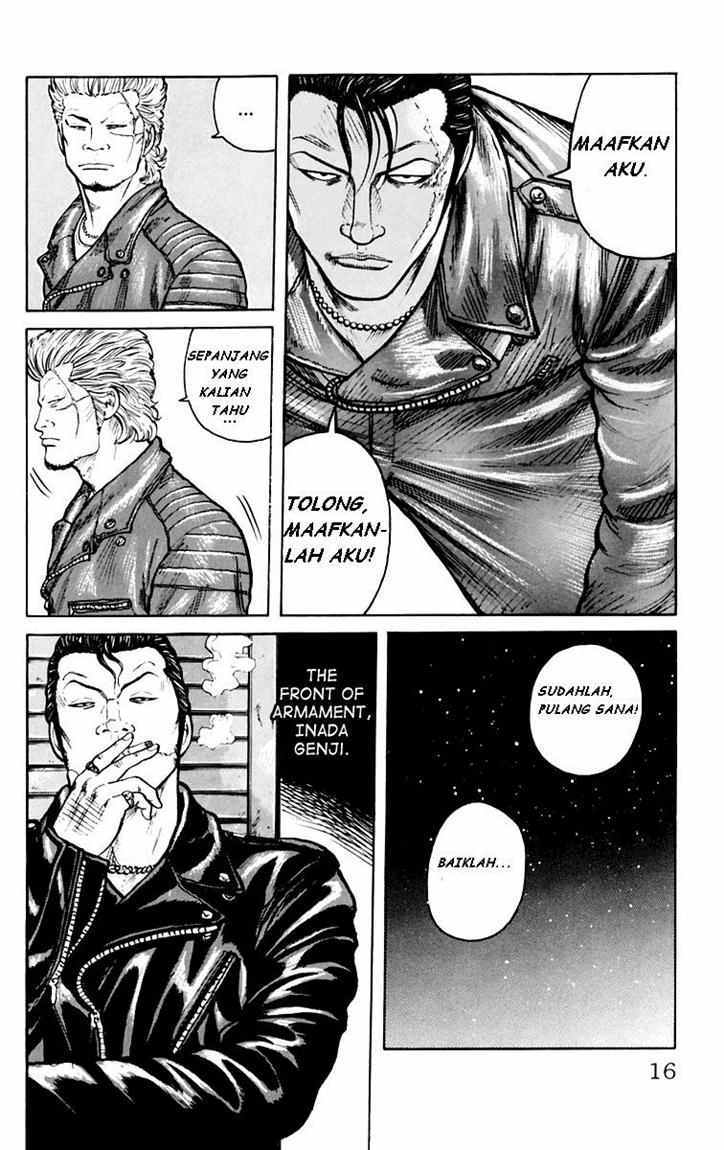 MAAFKAN
AKU.
TOLONG,
MAAFKAN-
LAH AKU!
...
SEPANJANG
YANG
KALIAN
TAHU
...
SUDAHLAH,
PULANG SANA!
BAIKLAH...
THE
FRONT OF
ARMAMENT,
INADA
GENJI.
16